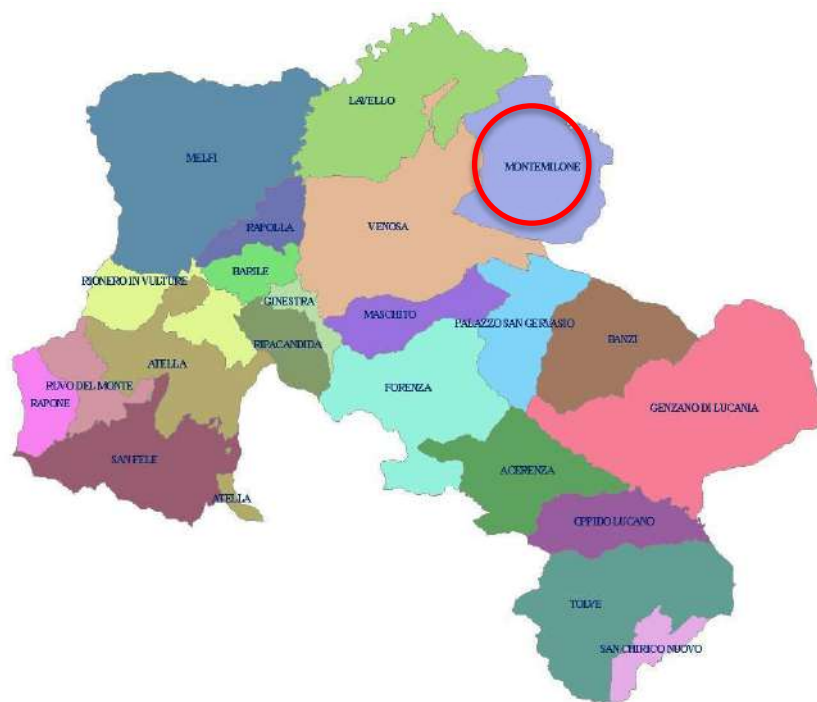 LAVELLO
MELFI
MONTEMILONE
RAPOLLA
VENOSA
BARILE
RIONERO IN VULTURE
GINESTRA
MASCHITO
PALAZZO SAN GERVASIO
BANZI
RIPACANDIDA
ATELLA
RUVO DEL MONTE
FORENZA
RAPONE
GENZANO DI LUCANIA
SAN FELE
ACERENZA
ATELLA
OPPIDO LUCANO
TOLVE
SAN CHIRICO NUOVO